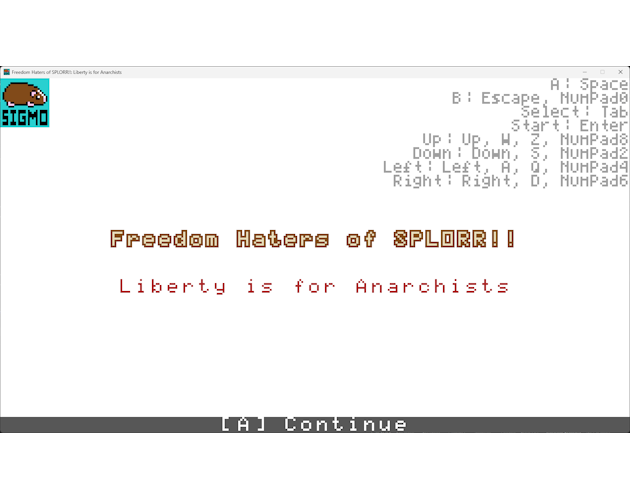 Freedom Haters of SPLORR!!: Liberty is for Anarchists
SIGMO
A: Space
B: Escape, NumPad0
Select: Tab
Start: Enter
Up: Up, W, Z, NumPad8
Down: Down, S, NumPad2
Left: Left, A, Q, NumPad4
Right: Right, D, NumPad6
Freedom Haters of SPLORR!!
Liberty is for Anarchists
[A] Continue